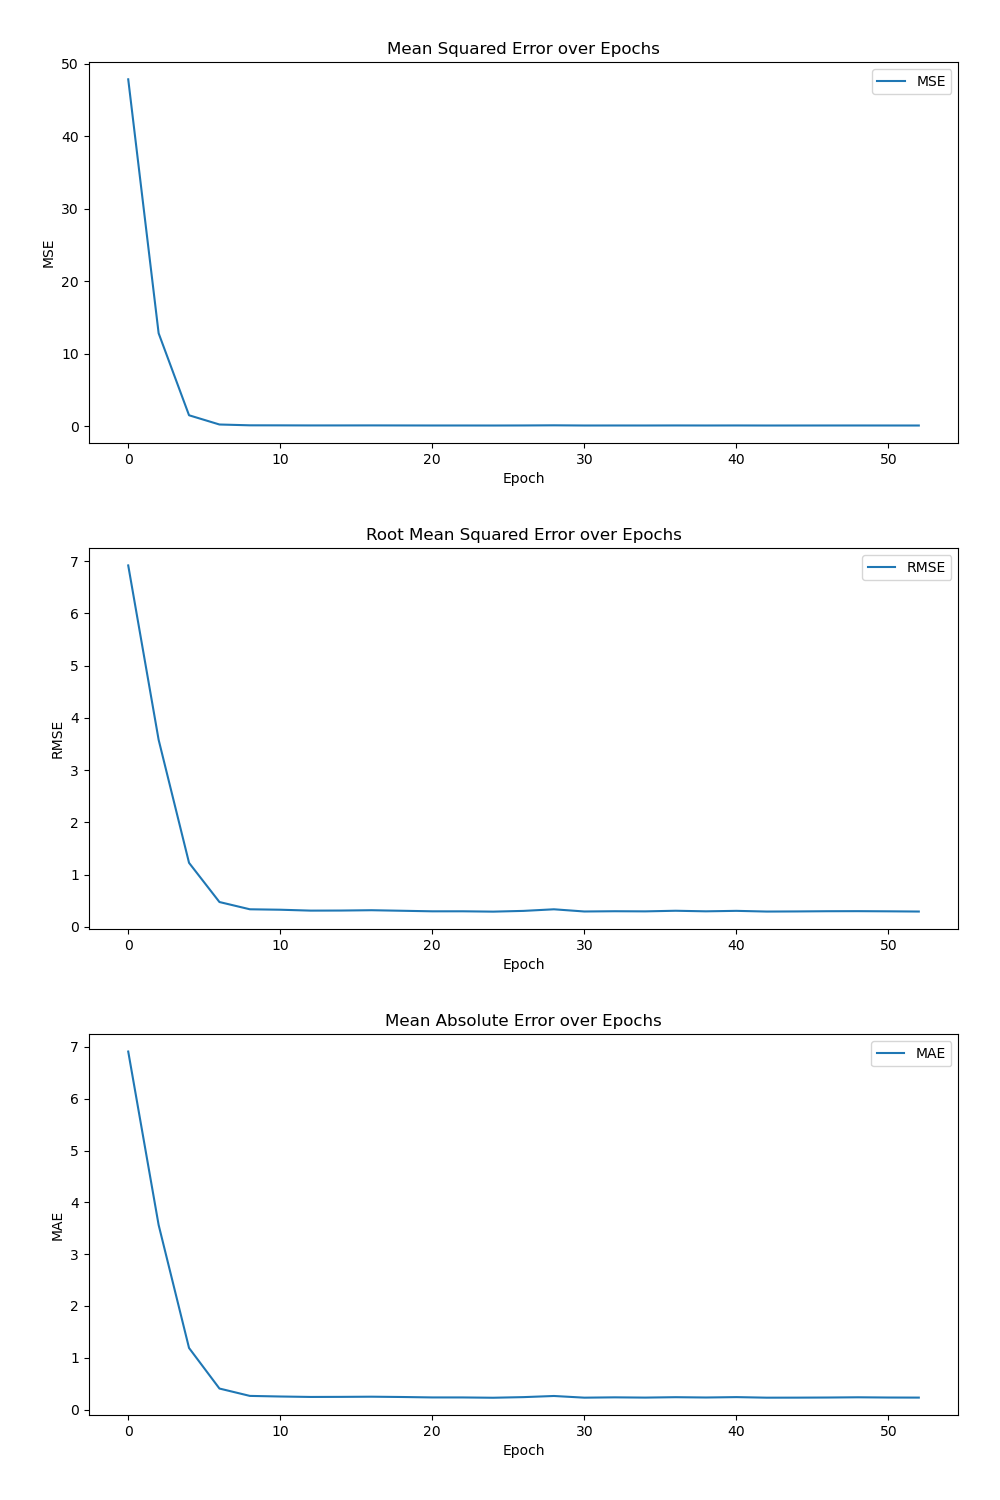 Mean Squared Error over Epochs
50
MSE
40
30
MSE
20
10
0
0 10 20 30 40 50
Epoch
Root Mean Squared Error over Epochs
7
RMSE
6
5
4
RMSE
3
2
1
0
0 10 20 30 40 50
Epoch
Mean Absolute Error over Epochs
7
MAE
6
5
4
MAE
3
2
1
0
0 10 20 30 40 50
Epoch